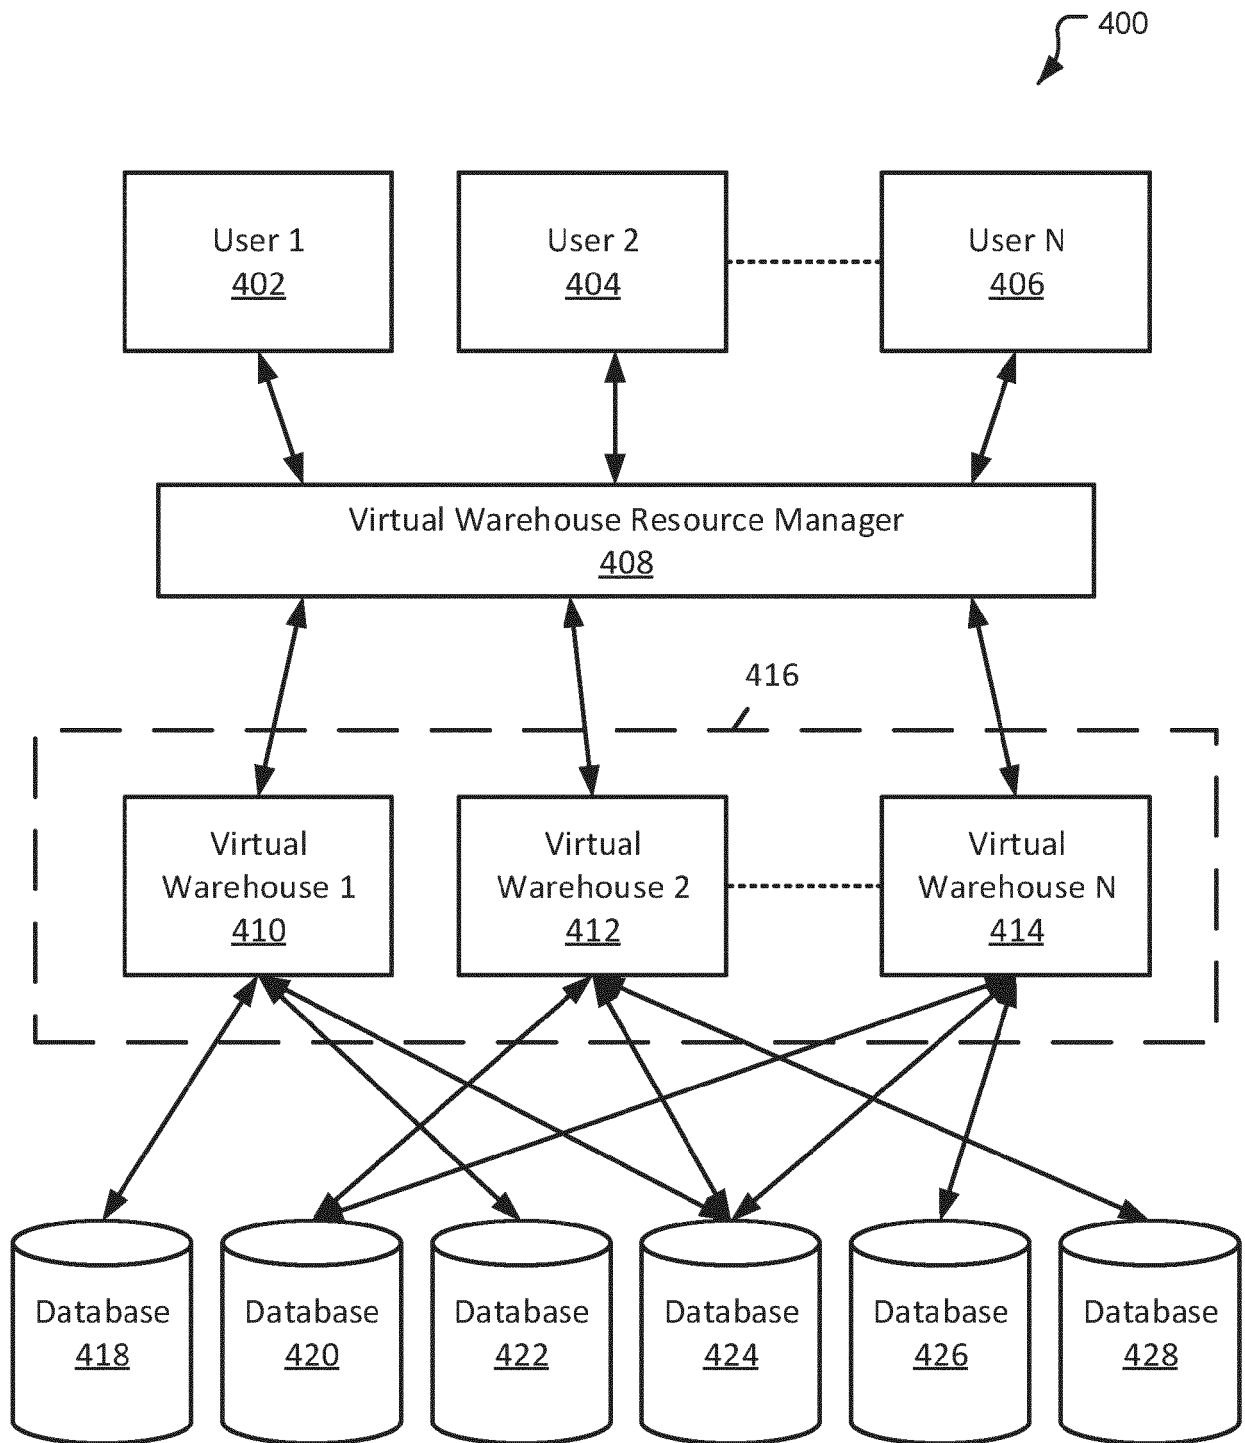 400
User 1
402
User 2
404
User N
406
Virtual Warehouse Resource Manager
408
416
Virtual
Warehouse 1
410
Virtual
Warehouse 2
412
Virtual
Warehouse N
414
Database
418
Database
420
Database
422
Database
424
Database
426
Database
428